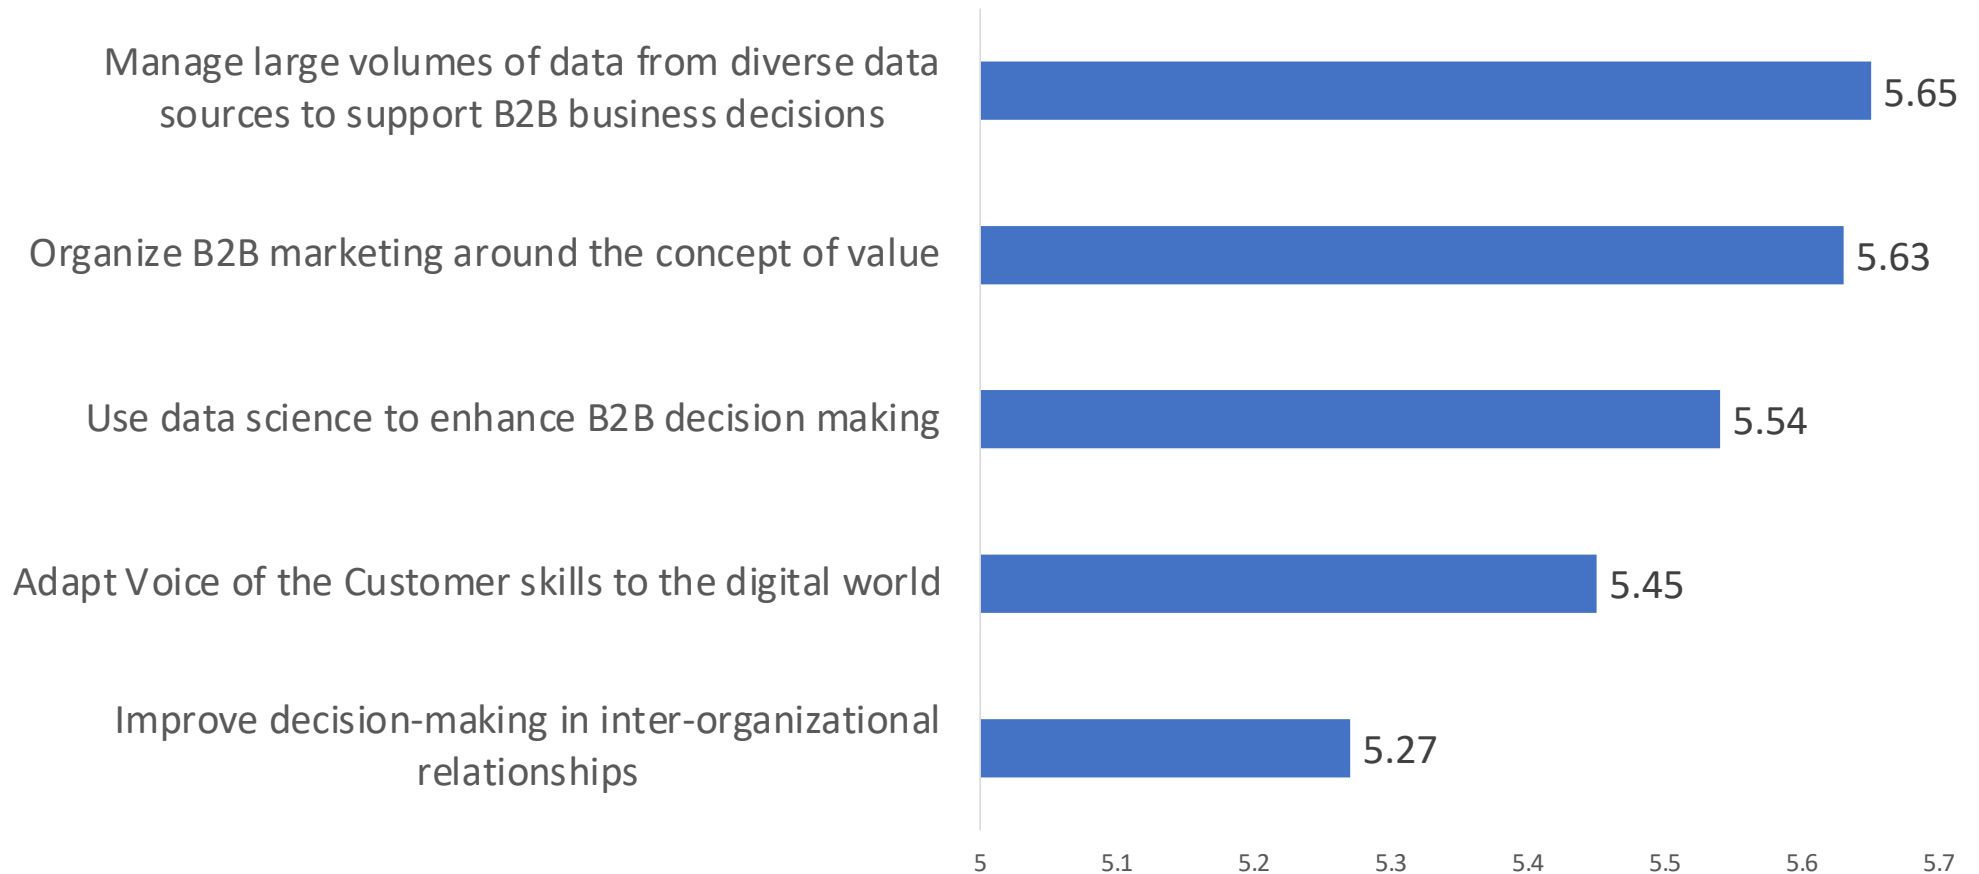 Manage large volumes of data from diverse data
sources to support B2B business decisions
5.65
Organize B2B marketing around the concept of value
5.63
Use data science to enhance B2B decision making
5.54
Adapt Voice of the Customer skills to the digital world
5.45
Improve decision-making in inter-organizational
relationships
5.27
5 5.1 5.2 5.3 5.4 5.5 5.6 5.7